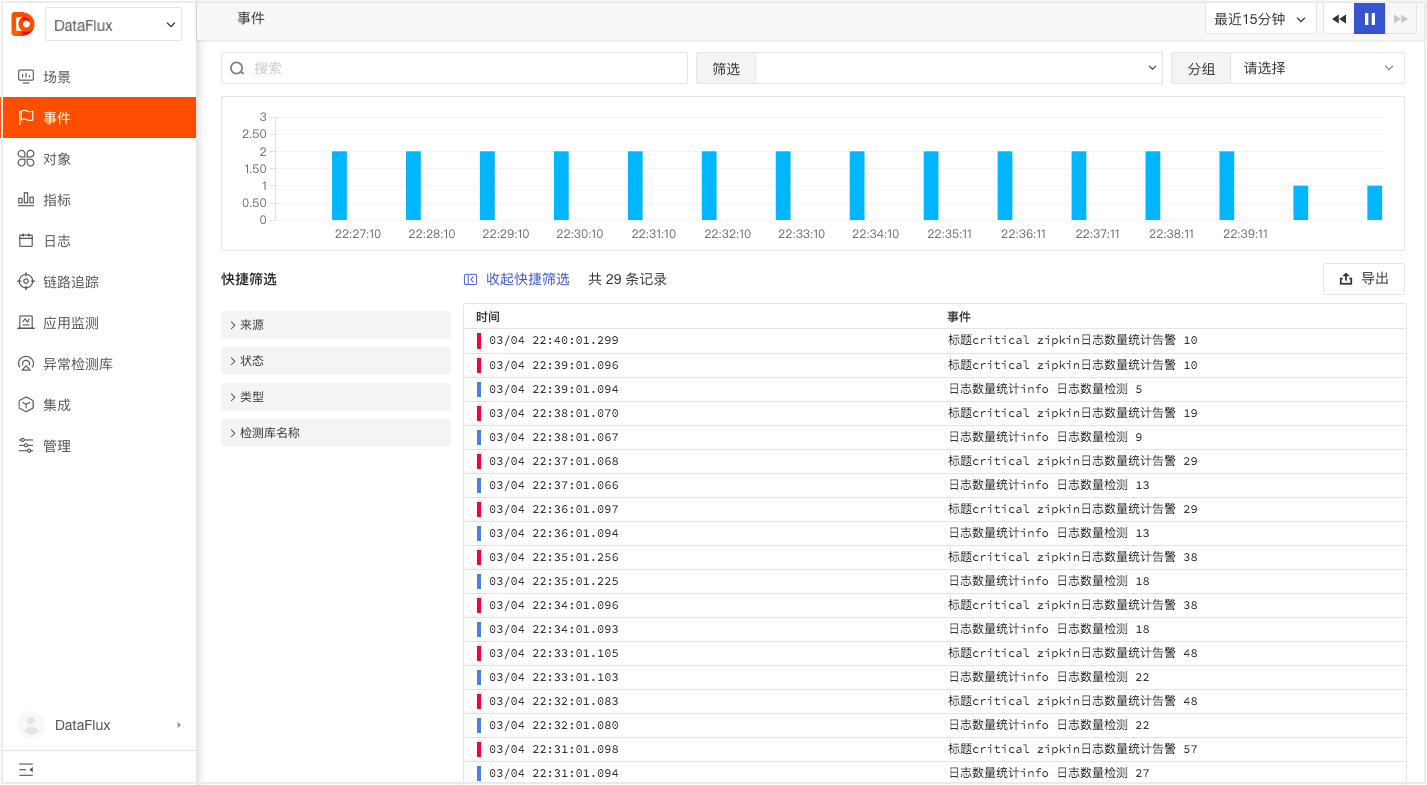 DataFlux
场景
事件
对象
指标
日志
链路追踪
应用监测
异常检测库
集成
管理
DataFlux
事件
最近15分钟
搜索
筛选
分组
请选择
3
2.50
2
1.50
1
0.50
0
22:27:10 22:28:10 22:29:10 22:30:10 22:31:10 22:32:10 22:33:10 22:34:10 22:35:11 22:36:11 22:37:11 22:38:11 22:39:11
快捷筛选
来源
状态
类型
检测库名称
收起快捷筛选 共 29 条记录
导出
时间 事件
03/04 22:40:01.299 标题critical zipkin日志数量统计告警 10
03/04 22:39:01.096 标题critical zipkin日志数量统计告警 10
03/04 22:39:01.094 日志数量统计info 日志数量检测 5
03/04 22:38:01.070 标题critical zipkin日志数量统计告警 19
03/04 22:38:01.067 日志数量统计info 日志数量检测 9
03/04 22:37:01.068 标题critical zipkin日志数量统计告警 29
03/04 22:37:01.066 日志数量统计info 日志数量检测 13
03/04 22:36:01.097 标题critical zipkin日志数量统计告警 29
03/04 22:36:01.094 日志数量统计info 日志数量检测 13
03/04 22:35:01.256 标题critical zipkin日志数量统计告警 38
03/04 22:35:01.225 日志数量统计info 日志数量检测 18
03/04 22:34:01.096 标题critical zipkin日志数量统计告警 38
03/04 22:34:01.093 日志数量统计info 日志数量检测 18
03/04 22:33:01.105 标题critical zipkin日志数量统计告警 48
03/04 22:33:01.103 日志数量统计info 日志数量检测 22
03/04 22:32:01.083 标题critical zipkin日志数量统计告警 48
03/04 22:32:01.080 日志数量统计info 日志数量检测 22
03/04 22:31:01.098 标题critical zipkin日志数量统计告警 57
03/04 22:31:01.094 日志数量统计info 日志数量检测 27